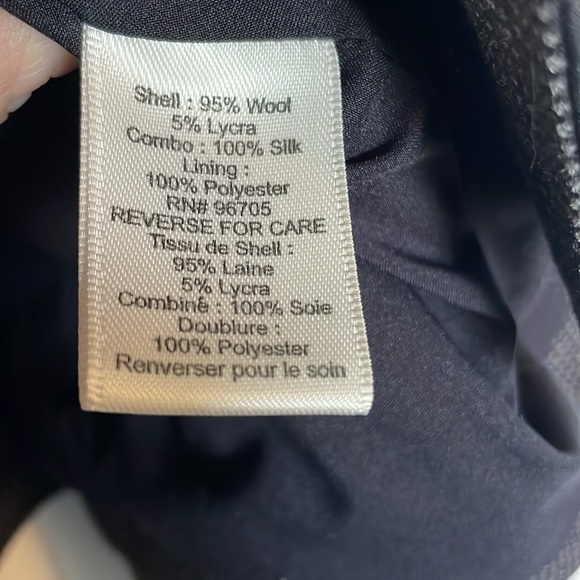 Shell : 95% Wool
5% Lycra
Combo : 100% Silk
Lining :
100% Polyester
RN# 96705
REVERSE FOR CARE
Tissu de Shell :
95% Laine
5% Lycra
Combiné : 100% Soie
Doublure :
100% Polyester
Renverser pour le soin